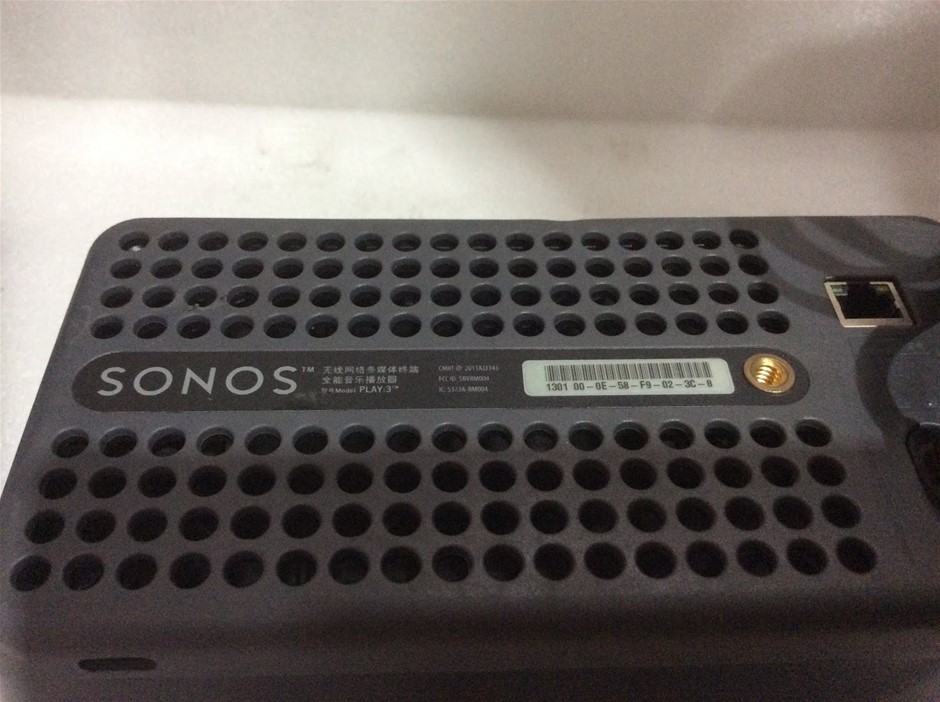 SONOS™
无线网络多媒体终端
全能音乐播放器
型号Model PLAY:3™
CMIIT ID
FCC ID: SBVRM004
IC: 5373A-RM004
1301 00-0E-58-F9-02-3C-8